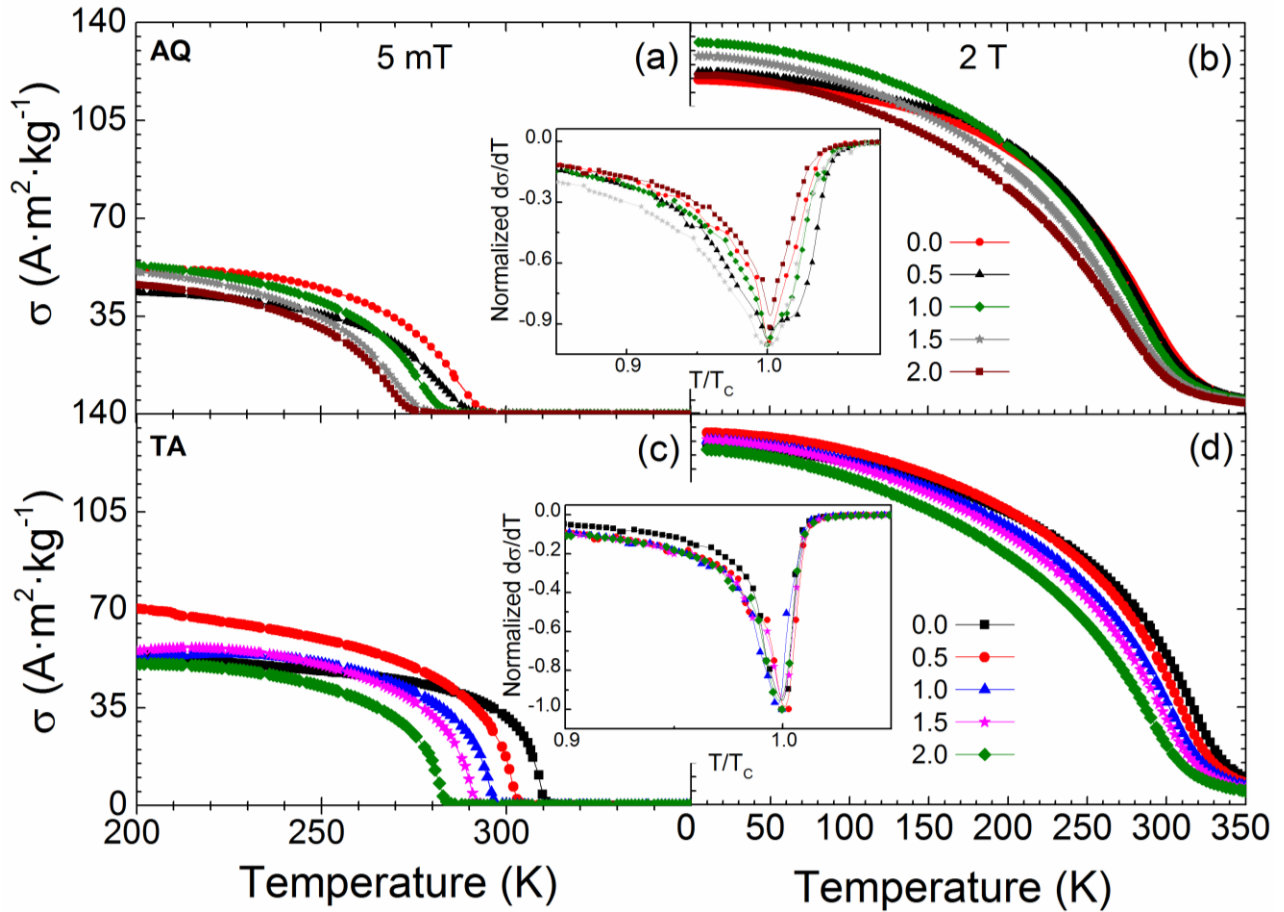 AQ
5 mT
(a)
2 T
(b)
140
105
70
35
140
σ (A·m²·kg⁻¹)
Normalized dσ/dT
0.0
-0.3
-0.6
-0.9
0.9
1.0
T/T_C
0.0
0.5
1.0
1.5
2.0
TA
(c)
(d)
105
70
35
0
σ (A·m²·kg⁻¹)
Normalized dσ/dT
0.0
-0.2
-0.4
-0.6
-0.8
-1.0
0.9
1.0
T/T_C
0.0
0.5
1.0
1.5
2.0
200
250
300
0
50
100
150
200
250
300
350
Temperature (K)
Temperature (K)